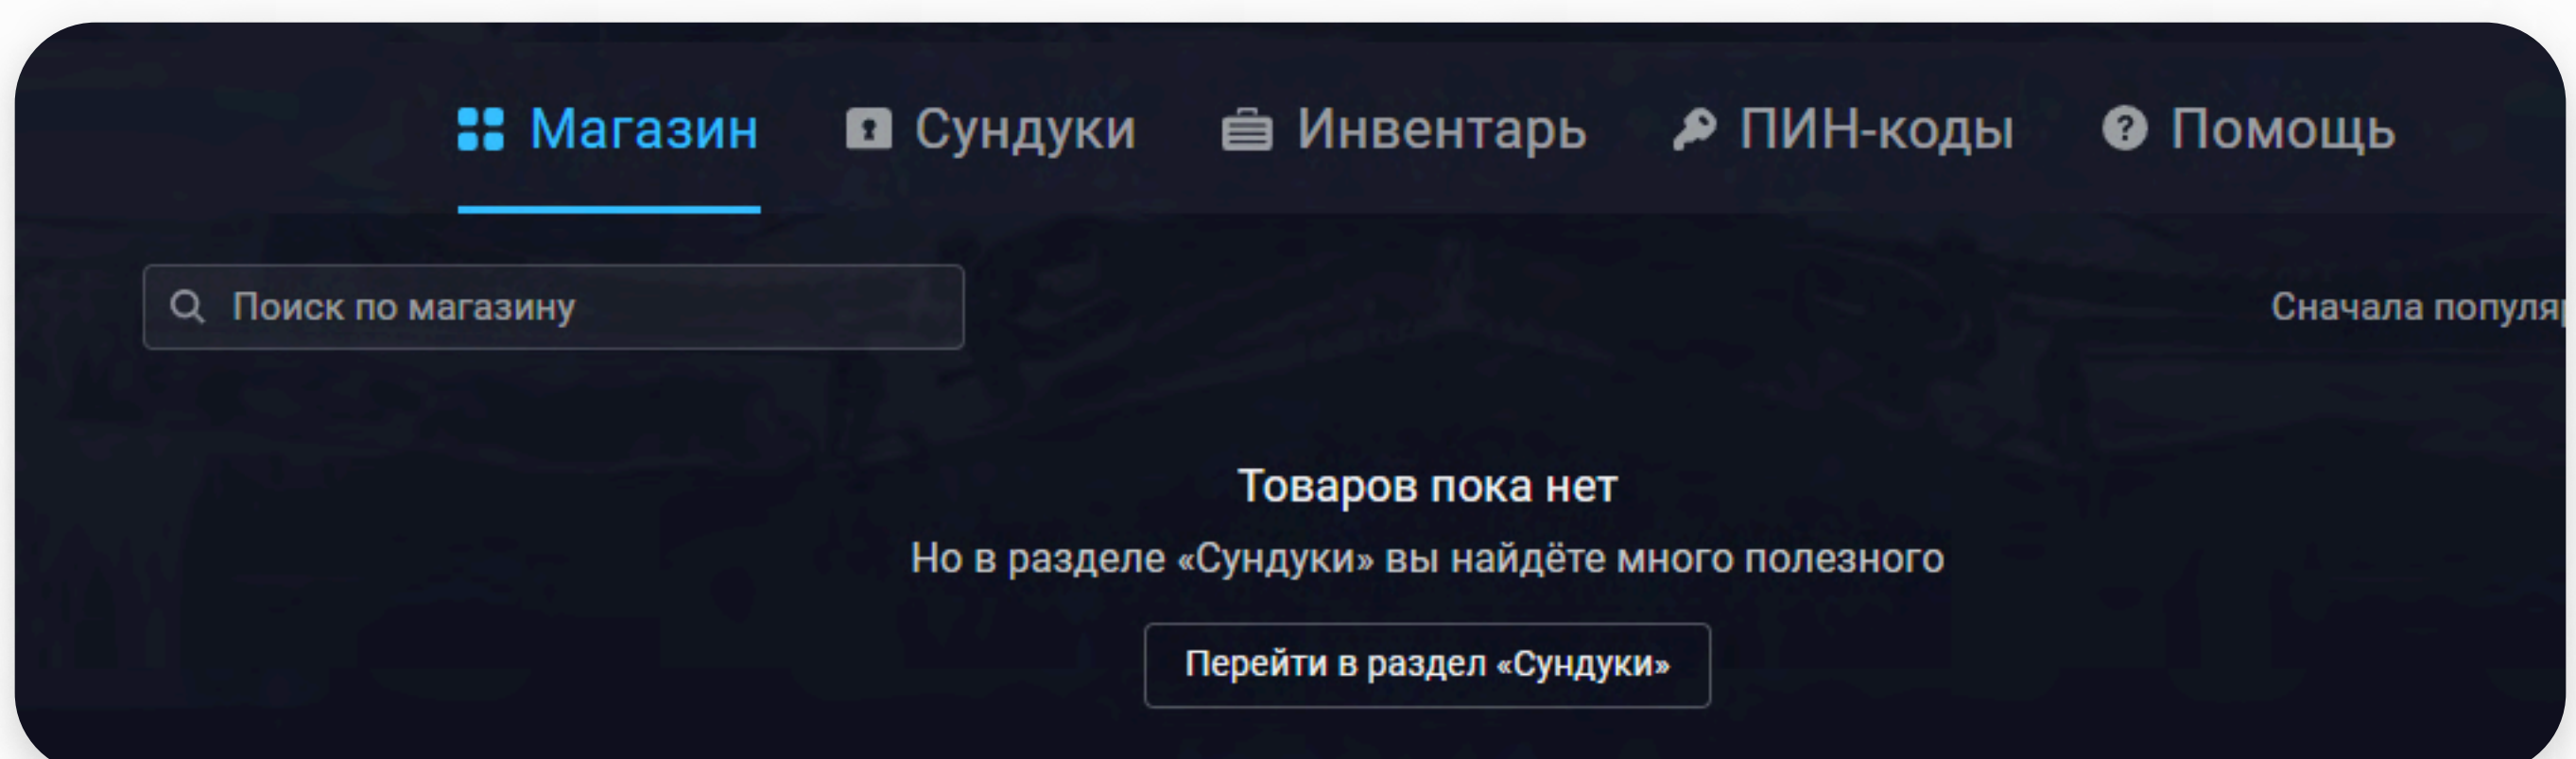 Магазин Сундуки Инвентарь ПИН-коды Помощь
Поиск по магазину
Сначала
Товаров пока нет
Но в разделе «Сундуки» вы найдёте много полезного
Перейти в раздел «Сундуки»